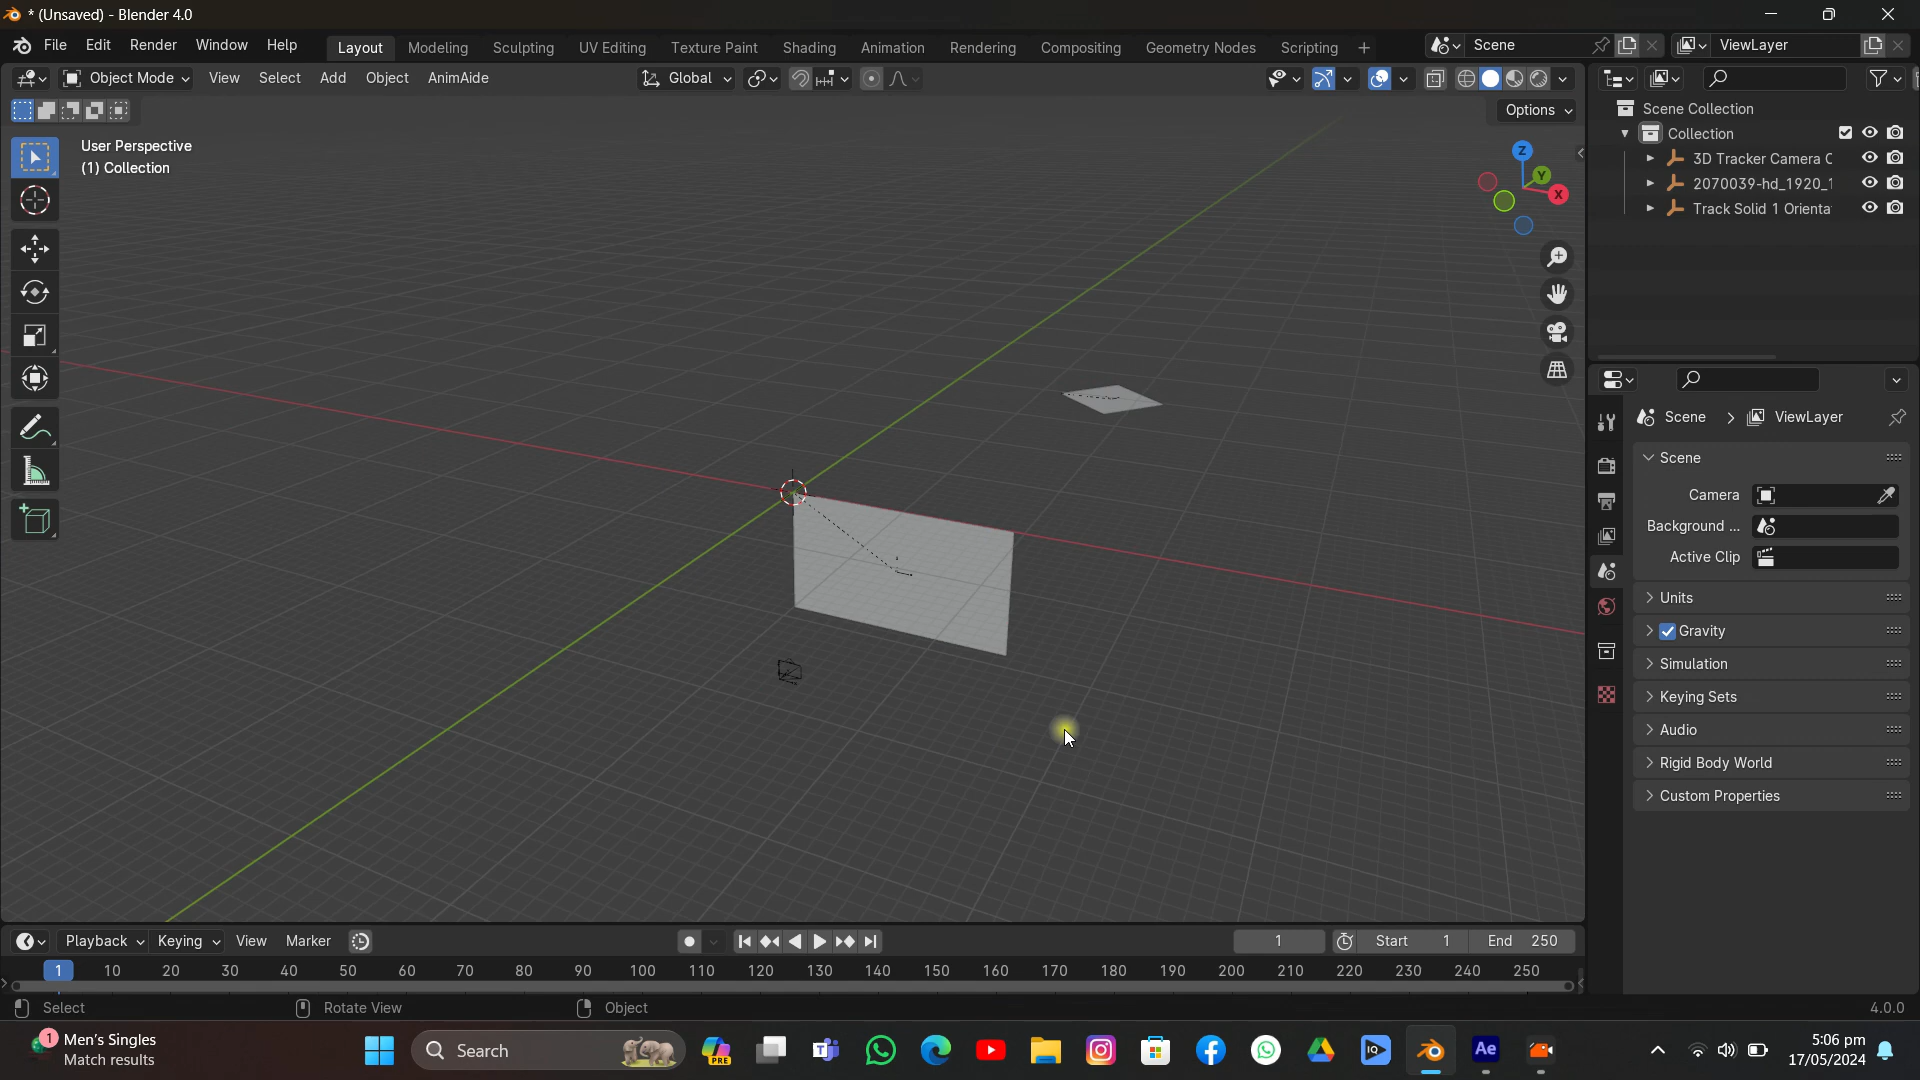 * (Unsaved) - Blender 4.0
File Edit Render Window Help
Layout Modeling Sculpting UV Editing Texture Paint Shading Animation Rendering Compositing Geometry Nodes Scripting +
Scene
ViewLayer
Object Mode View Select Add Object AnimAide
Global
Options
User Perspective
(1) Collection
Z
Y
X
Scene Collection
Collection
3D Tracker Camera C
2070039-hd_1920_1
Track Solid 1 Orienta
Scene > ViewLayer
Scene
Camera
Background ...
Active Clip
Units
Gravity
Simulation
Keying Sets
Audio
Rigid Body World
Custom Properties
Playback Keying View Marker
1
Start 1 End 250
1 10 20 30 40 50 60 70 80 90 100 110 120 130 140 150 160 170 180 190 200 210 220 230 240 250
Select Rotate View Object
4.0.0
1
Men's Singles
Match results
Search
PRE
IQ
Ae
5:06 pm
17/05/2024